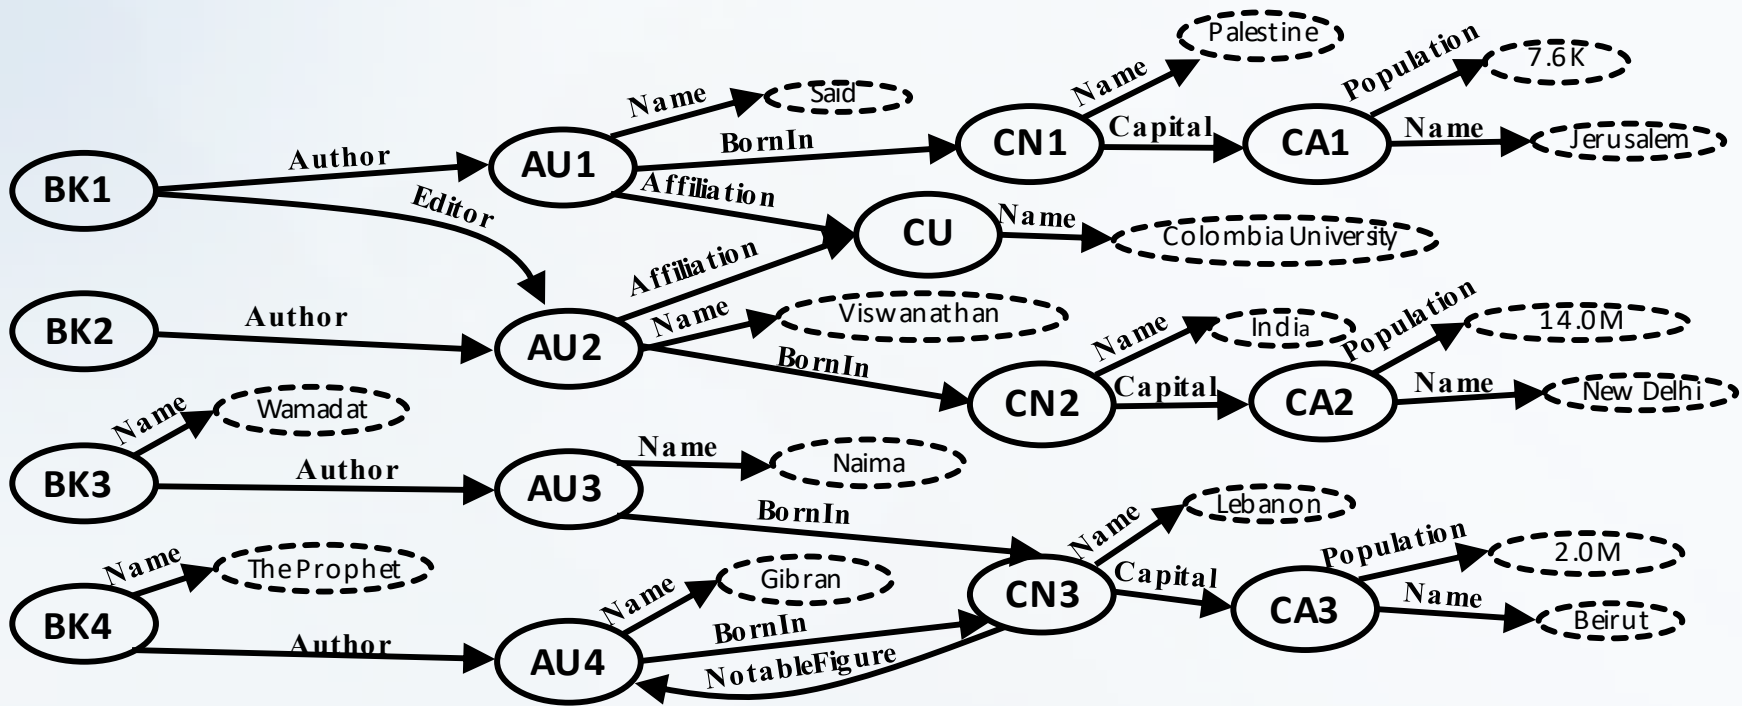 Palestine
7.6K
Population
Name
Name
Said
BornIn
CN1
Capital
CA1
Name
Jerusalem
Author
AU1
BK1
Affiliation
Editor
CU
Name
Colombia University
Affiliation
Population
14.0M
Viswanathan
Name
India
BK2
Author
Name
AU2
BornIn
Capital
CN2
CA2
Name
New Delhi
Wamadat
Name
Name
Naima
BK3
Author
AU3
BornIn
Lebanon
Name
Population
2.0M
The Prophet
Name
Gibran
Name
Capital
CN3
CA3
Name
Beirut
BK4
Author
AU4
BornIn
NotableFigure